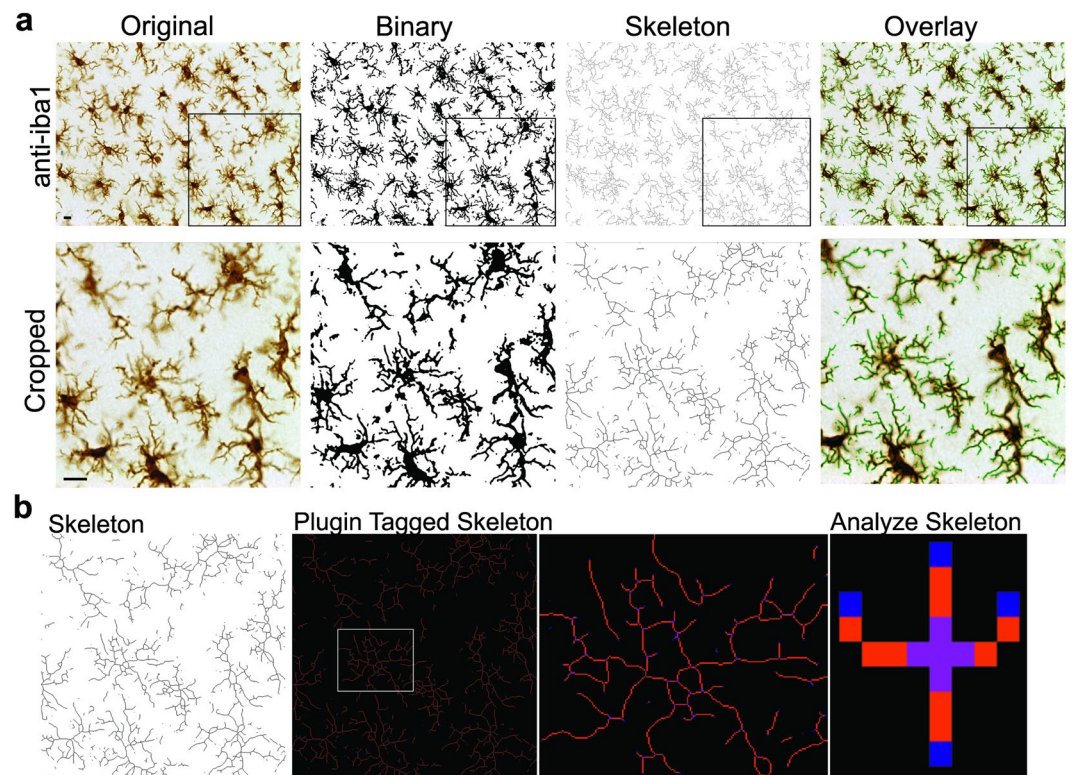 a
Original Binary Skeleton Overlay
anti-iba1
Cropped
b
Skeleton Plugin Tagged Skeleton Analyze Skeleton